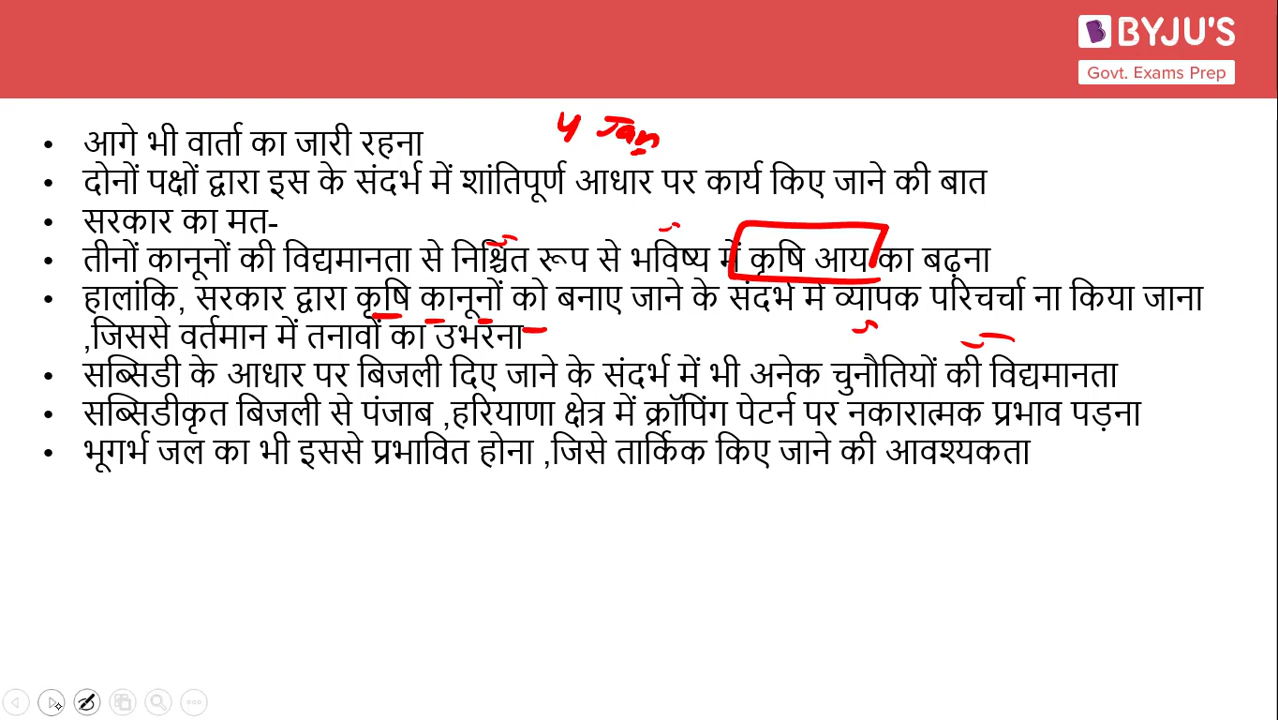 BYJU'S
Govt. Exams Prep
4 Jan
• आगे भी वार्ता का जारी रहना
• दोनों पक्षों द्वारा इस के संदर्भ में शांतिपूर्ण आधार पर कार्य किए जाने की बात
• सरकार का मत-
• तीनों कानूनों की विद्यमानता से निश्चित रूप से भविष्य में कृषि आय का बढ़ना
• हालांकि, सरकार द्वारा कृषि कानूनों को बनाए जाने के संदर्भ में व्यापक परिचर्चा ना किया जाना
,जिससे वर्तमान में तनावों का उभरना
• सब्सिडी के आधार पर बिजली दिए जाने के संदर्भ में भी अनेक चुनौतियों की विद्यमानता
• सब्सिडीकृत बिजली से पंजाब ,हरियाणा क्षेत्र में क्रॉपिंग पेटर्न पर नकारात्मक प्रभाव पड़ना
• भूगर्भ जल का भी इससे प्रभावित होना ,जिसे तार्किक किए जाने की आवश्यकता